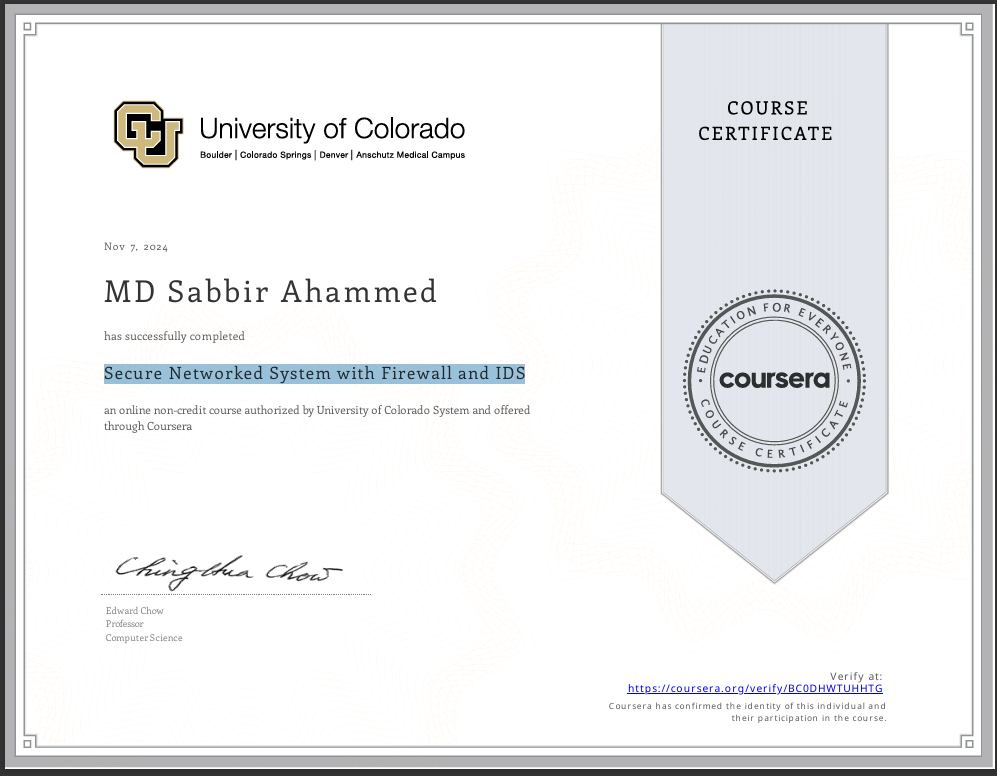 University of Colorado
Boulder | Colorado Springs | Denver | Anschutz Medical Campus
COURSE
CERTIFICATE
Nov 7, 2024
MD Sabbir Ahammed
has successfully completed
Secure Networked System with Firewall and IDS
an online non-credit course authorized by University of Colorado System and offered
through Coursera
EDUCATION FOR EVERYONE
coursera
COURSE CERTIFICATE
ChingHua Chow
Edward Chow
Professor
Computer Science
Verify at:
https://coursera.org/verify/BC0DHWTUHHTG
Coursera has confirmed the identity of this individual and
their participation in the course.